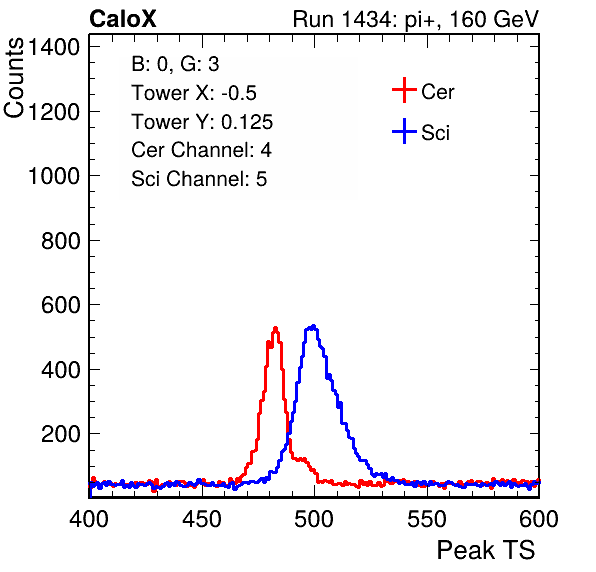 CaloX Run 1434: pi+, 160 GeV
Counts
1400
1200
1000
800
600
400
200
B: 0, G: 3
Tower X: -0.5
Tower Y: 0.125
Cer Channel: 4
Sci Channel: 5
Cer
Sci
400 450 500 550 600
Peak TS